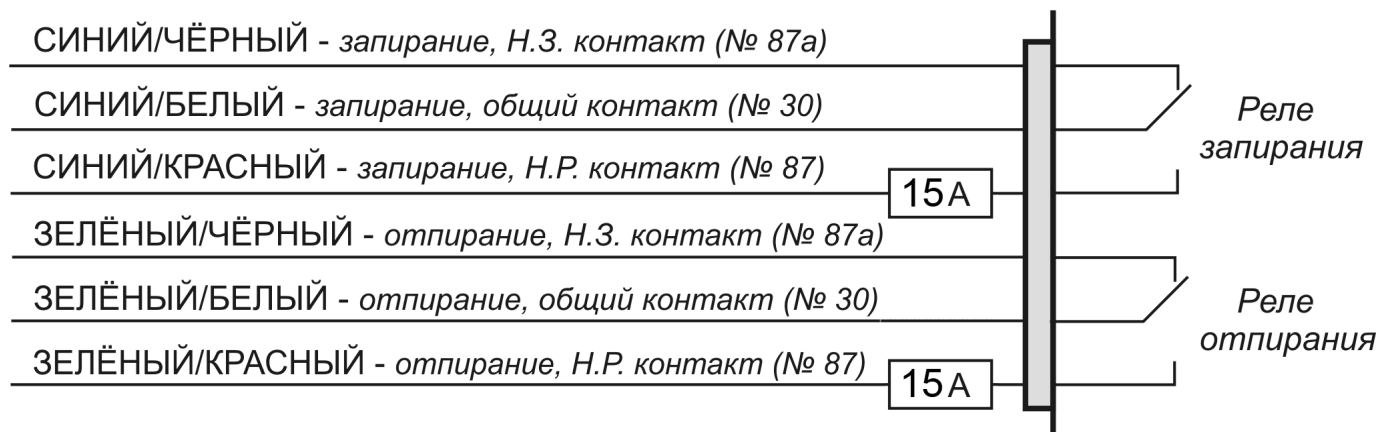 СИНИЙ/ЧЁРНЫЙ - запирание, Н.З. контакт (№ 87а)
СИНИЙ/БЕЛЫЙ - запирание, общий контакт (№ 30)
Реле
запирания
СИНИЙ/КРАСНЫЙ - запирание, Н.Р. контакт (№ 87)
15А
ЗЕЛЁНЫЙ/ЧЁРНЫЙ - отпирание, Н.З. контакт (№ 87а)
ЗЕЛЁНЫЙ/БЕЛЫЙ - отпирание, общий контакт (№ 30)
Реле
отпирания
ЗЕЛЁНЫЙ/КРАСНЫЙ - отпирание, Н.Р. контакт (№ 87)
15А